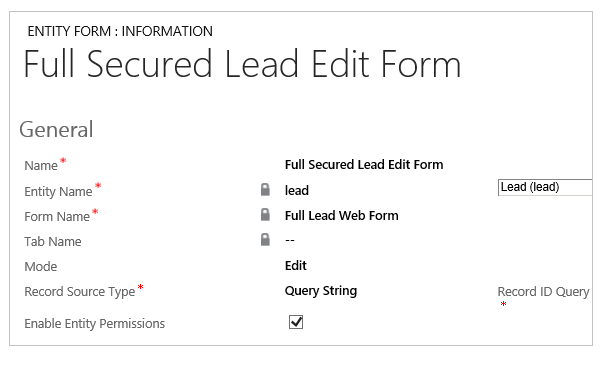 ENTITY FORM : INFORMATION
Full Secured Lead Edit Form
General
Name* Full Secured Lead Edit Form
Entity Name* lead Lead (lead)
Form Name* Full Lead Web Form
Tab Name --
Mode Edit
Record Source Type* Query String Record ID Query
*
Enable Entity Permissions